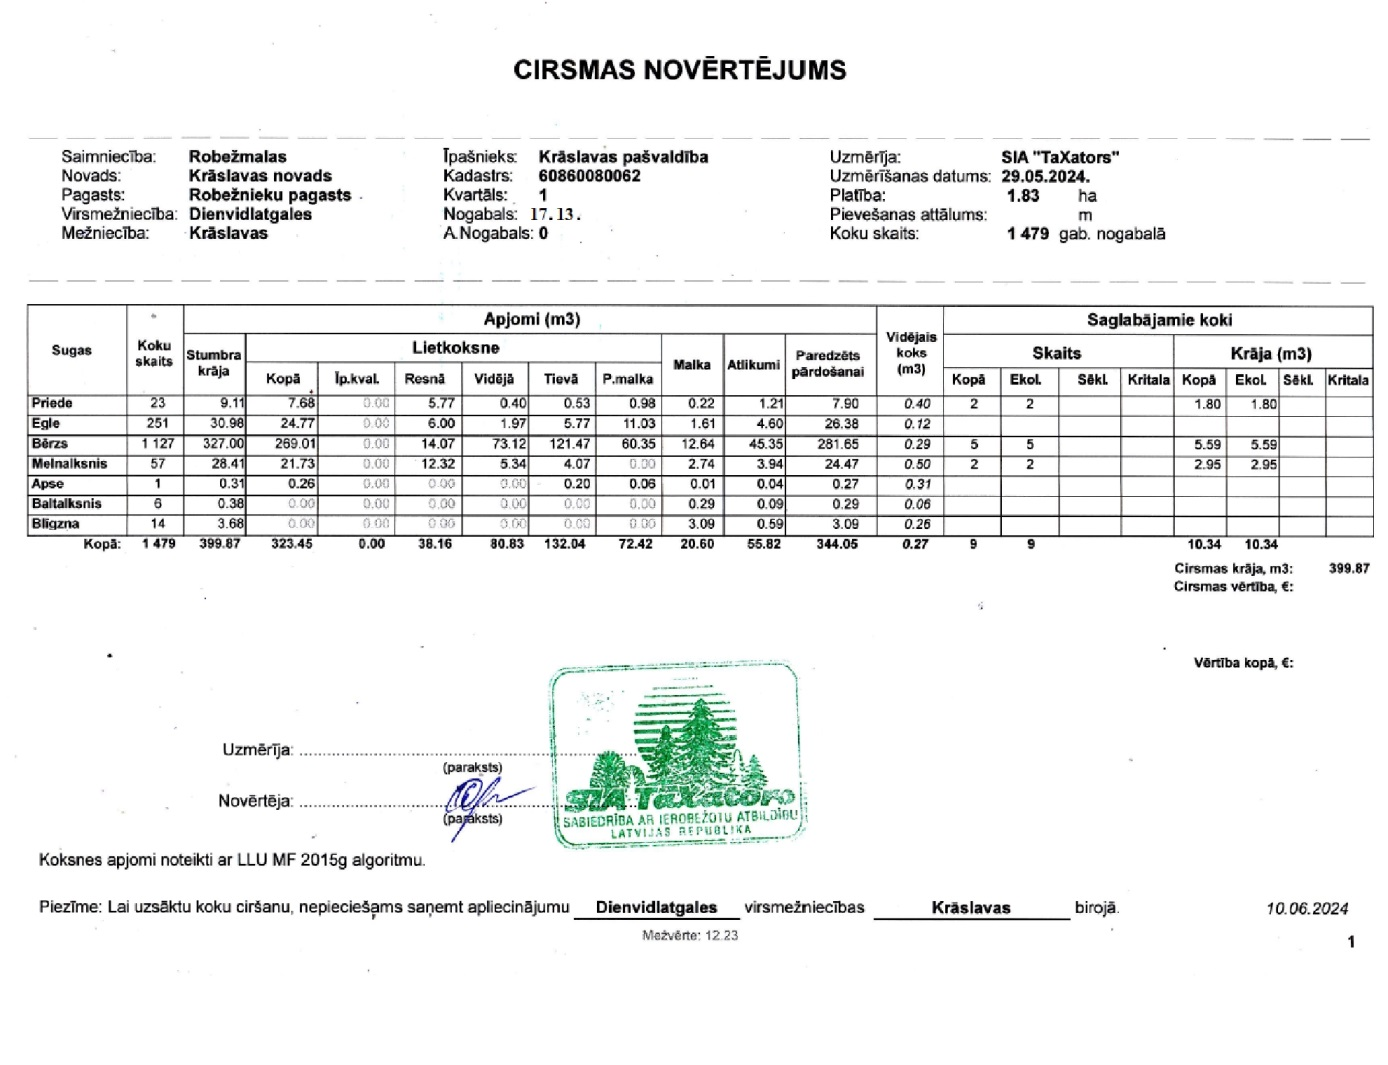 CIRSMAS NOVĒRTĒJUMS
Saimniecība: Robežmalas Īpašnieks: Krāslavas pašvaldība Uzmērīja: SIA "TaXators"
Novads: Krāslavas novads Kadastrs: 60860080062 Uzmērīšanas datums: 29.05.2024.
Pagasts: Robežnieku pagasts Kvartāls: 1 Platība: 1.83 ha
Virsmežniecība: Dienvidlatgales Nogabals: 17.13. Pievešanas attālums: m
Mežniecība: Krāslavas A.Nogabals: 0 Koku skaits: 1 479 gab. nogabalā
Sugas Koku skaits Apjomi (m3) Vidējais koks (m3) Saglabājamie koki
Stumbra krāja Lietkoksne Malka Atlikumi Paredzēts pārdošanai Skaits Krāja (m3)
Kopā Īp.kval. Resnā Vidējā Tievā P.malka Kopā Ekol. Sēkl. Kritala Kopā Ekol. Sēkl. Kritala
Priede 23 9.11 7.68 0.00 5.77 0.40 0.53 0.98 0.22 1.21 7.90 0.40 2 2 1.80 1.80
Egle 251 30.98 24.77 0.00 6.00 1.97 5.77 11.03 1.61 4.60 26.38 0.12
Bērzs 1 127 327.00 269.01 0.00 14.07 73.12 121.47 60.35 12.64 45.35 281.65 0.29 5 5 5.59 5.59
Melnalksnis 57 28.41 21.73 0.00 12.32 5.34 4.07 0.00 2.74 3.94 24.47 0.50 2 2 2.95 2.95
Apse 1 0.31 0.26 0.00 0.00 0.00 0.20 0.06 0.01 0.04 0.27 0.31
Baltalksnis 6 0.38 0.00 0.00 0.00 0.00 0.00 0.00 0.29 0.09 0.29 0.06
Blīgzna 14 3.68 0.00 0.00 0.00 0.00 0.00 0.00 3.09 0.59 3.09 0.26
Kopā: 1 479 399.87 323.45 0.00 38.16 80.83 132.04 72.42 20.60 55.82 344.05 0.27 9 9 10.34 10.34
Cirsmas krāja, m3: 399.87
Cirsmas vērtība, €:
Vērtība kopā, €:
Uzmērīja:
(paraksts)
Novērtēja:
(paraksts)
SIA TaXators
SABIEDRĪBA AR IEROBEŽOTU ATBILDĪBU
LATVIJAS REPUBLIKA
Koksnes apjomi noteikti ar LLU MF 2015g algoritmu.
Piezīme: Lai uzsāktu koku ciršanu, nepieciešams saņemt apliecinājumu Dienvidlatgales virsmežniecības Krāslavas birojā. 10.06.2024
Mežvērte: 12.23
1